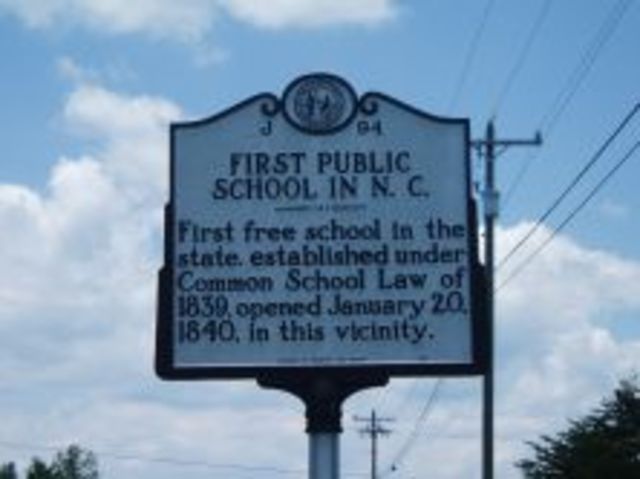 J 94
FIRST PUBLIC
SCHOOL IN N. C.
First free school in the
state, established under
Common School Law of
1839, opened January 20,
1840, in this vicinity.